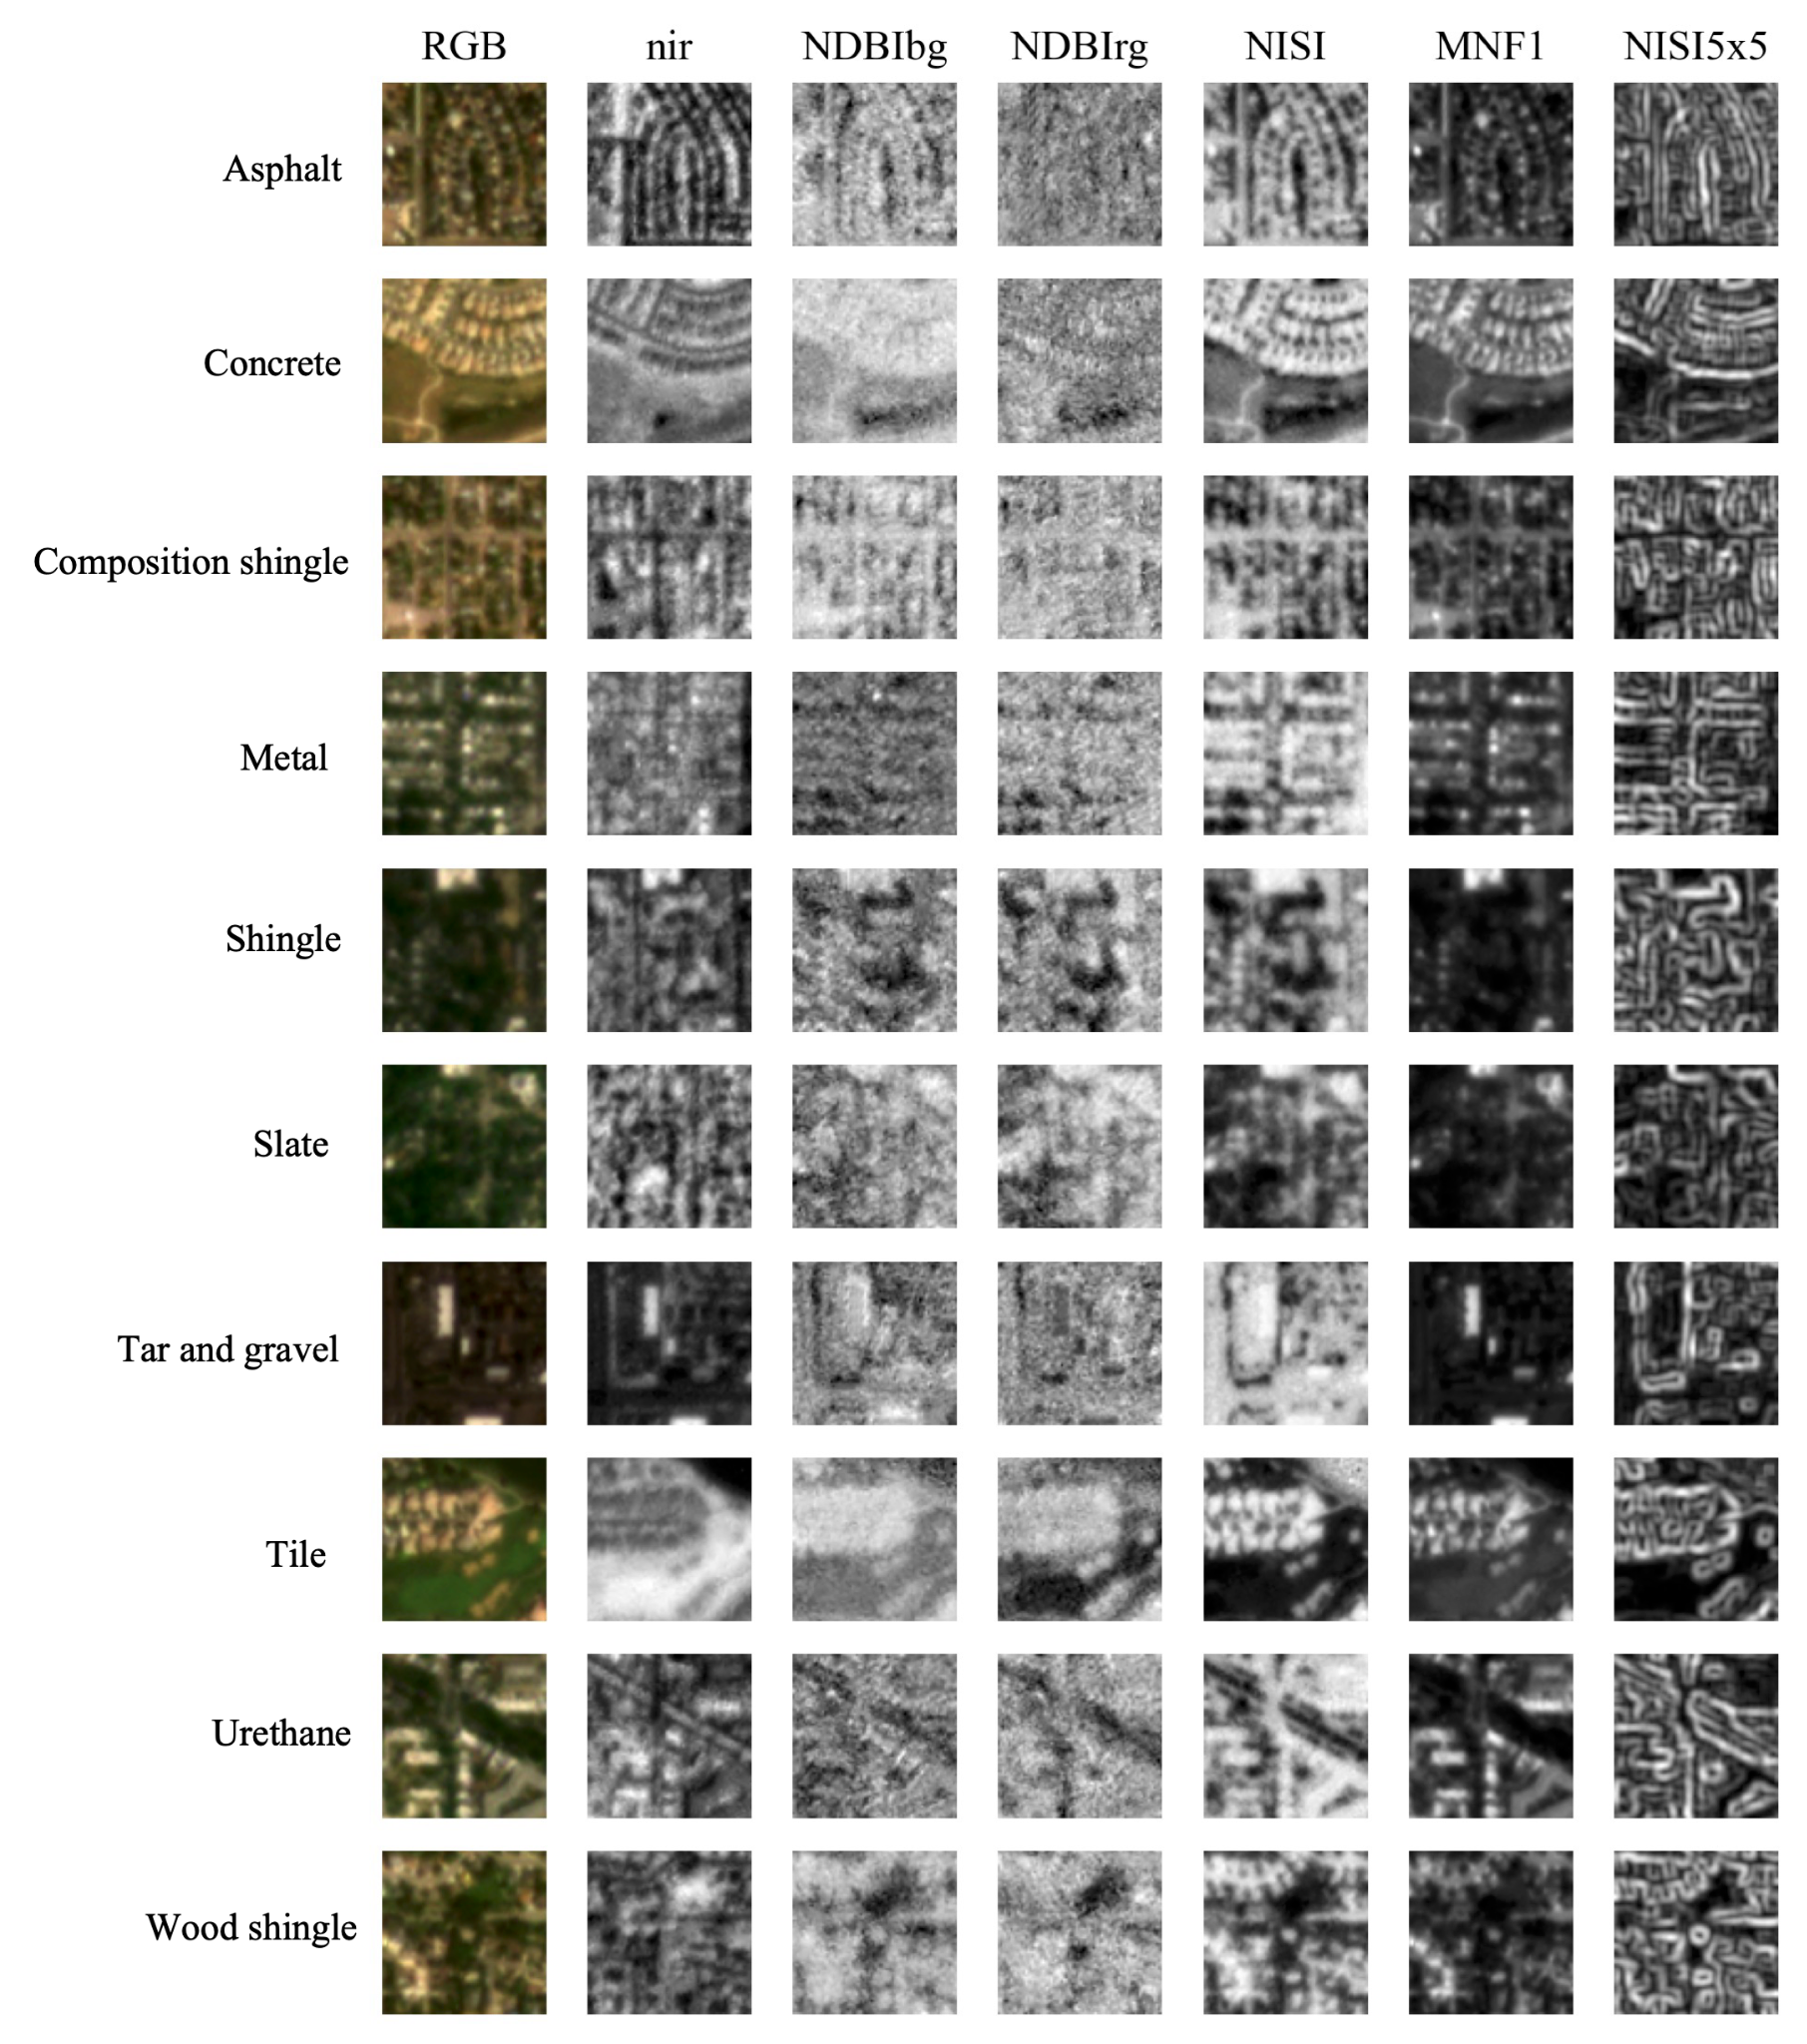 RGB nir NDBIbg NDBIrg NISI MNF1 NISI5x5
Asphalt
Concrete
Composition shingle
Metal
Shingle
Slate
Tar and gravel
Tile
Urethane
Wood shingle